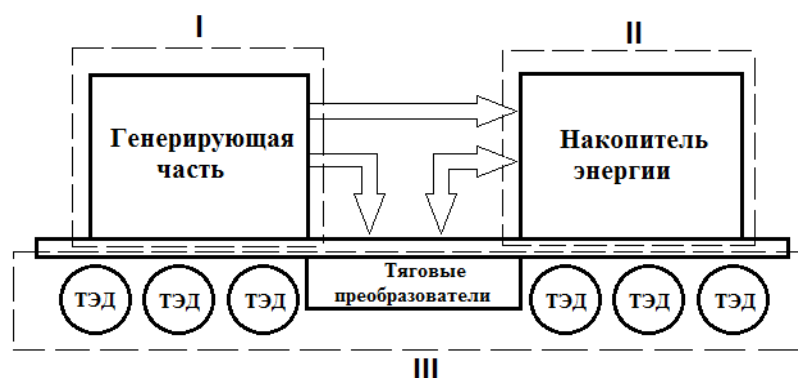 I
II
Генерирующая
часть
Накопитель
энергии
Тяговые
преобразователи
ТЭД
ТЭД
ТЭД
ТЭД
ТЭД
ТЭД
III